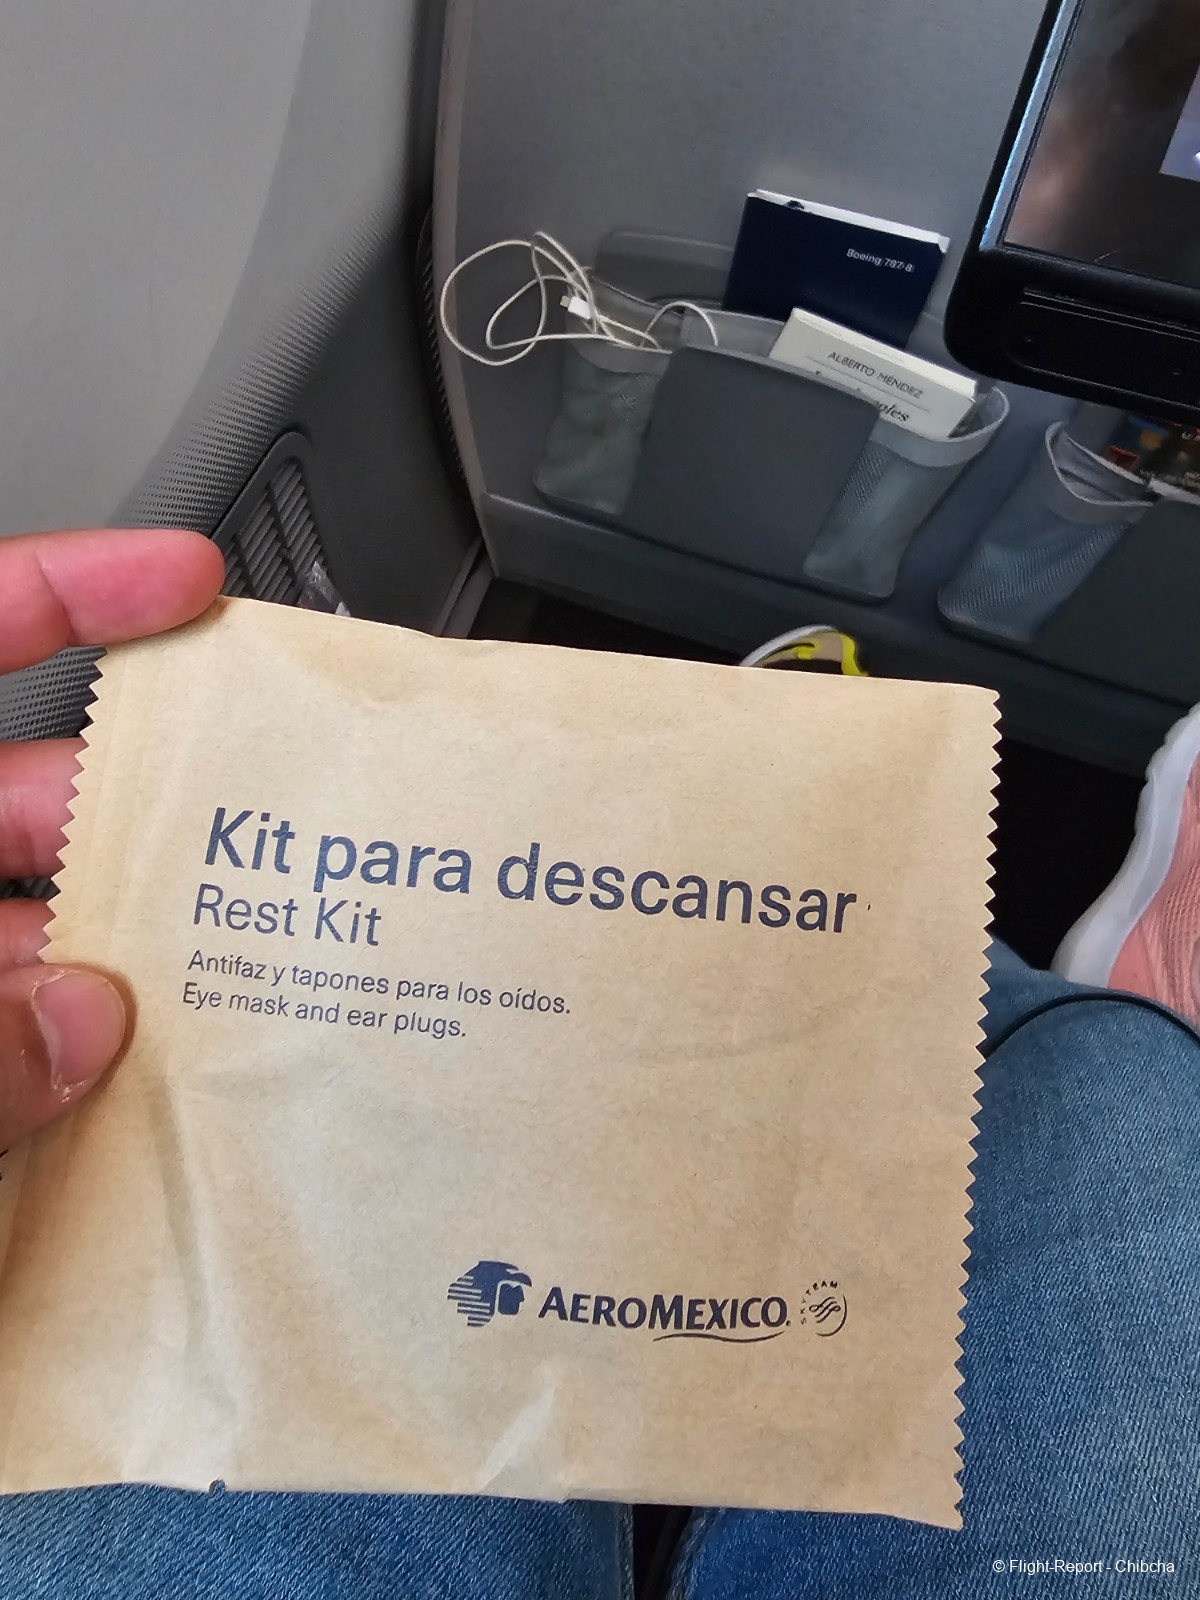 Boeing 787-8
ALBERTO MÉNDEZ
Kit para descansar
Rest Kit
Antifaz y tapones para los oídos.
Eye mask and ear plugs.
AEROMEXICO.
SKYTEAM
© Flight-Report - Chibcha